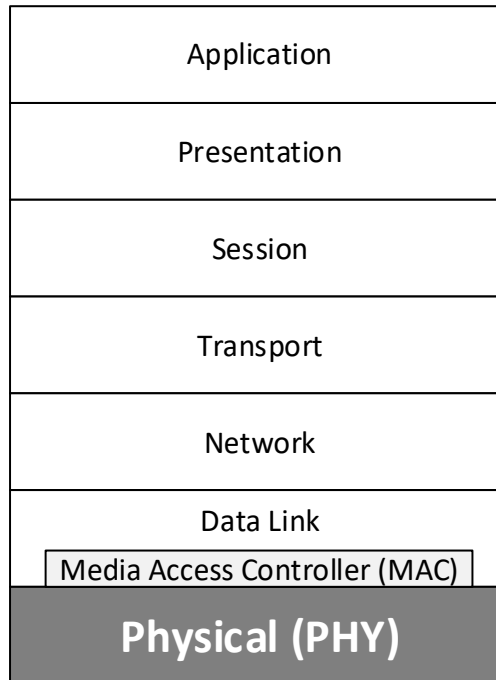 Application
Presentation
Session
Transport
Network
Data Link
Media Access Controller (MAC)
Physical (PHY)